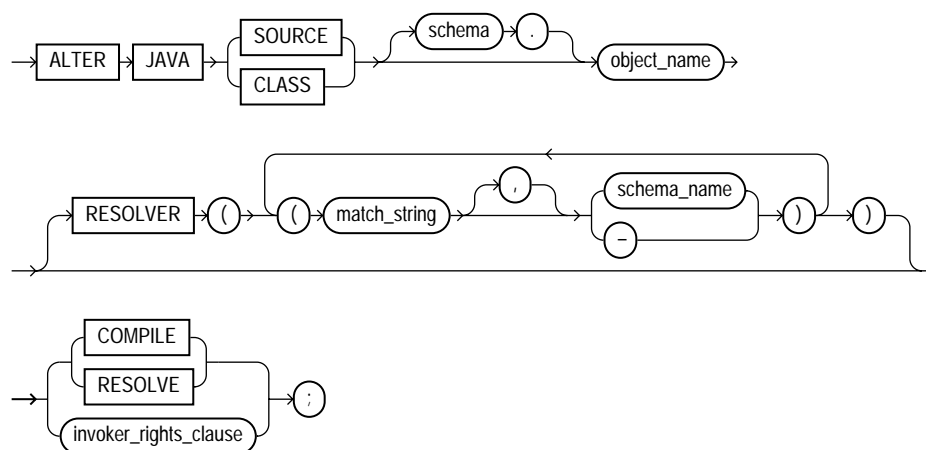 SOURCE schema .
ALTER JAVA object_name
CLASS
, schema_name
RESOLVER ( ( match_string ) )
–
COMPILE
RESOLVE ;
invoker_rights_clause